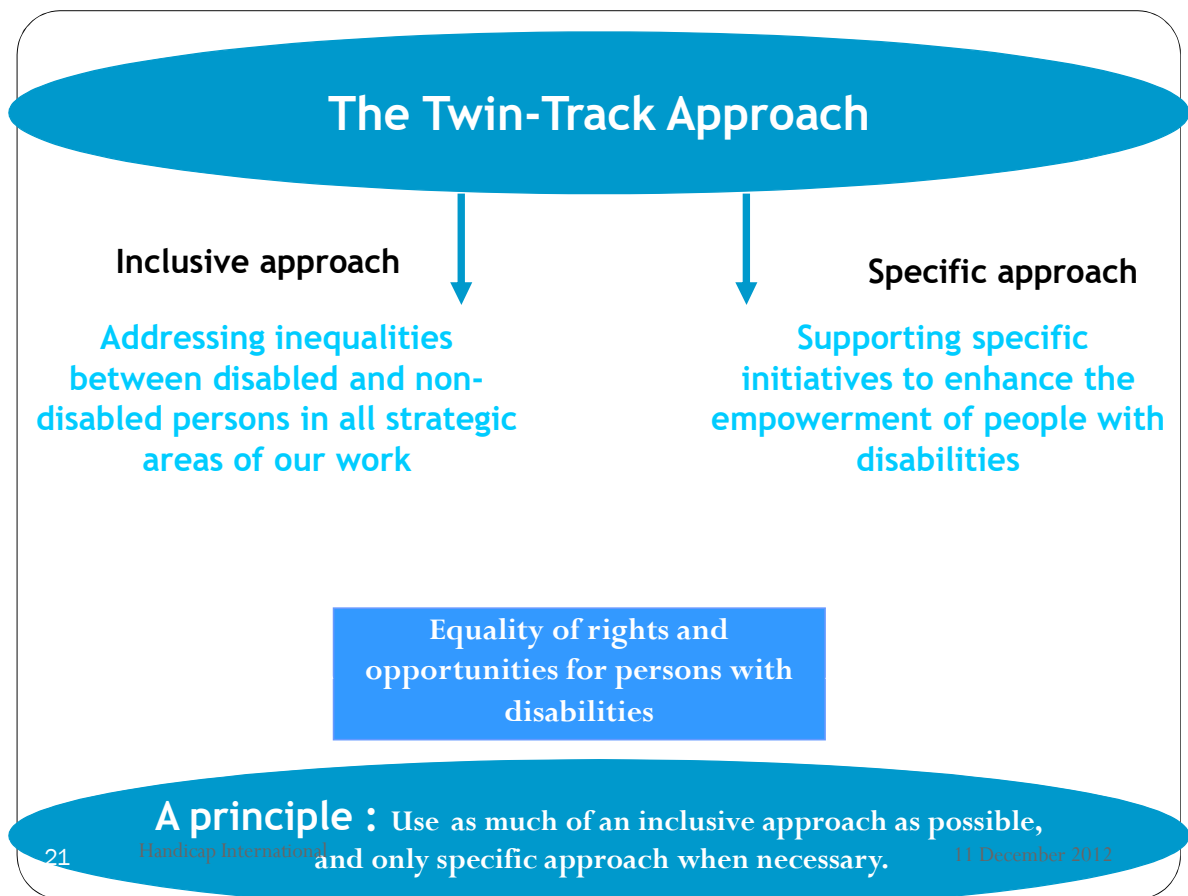 The Twin-Track Approach
Inclusive approach
Addressing inequalities
between disabled and non-
disabled persons in all strategic
areas of our work
Specific approach
Supporting specific
initiatives to enhance the
empowerment of people with
disabilities
Equality of rights and
opportunities for persons with
disabilities
A principle : Use as much of an inclusive approach as possible,
and only specific approach when necessary.
21
Handicap International
11 December 2012